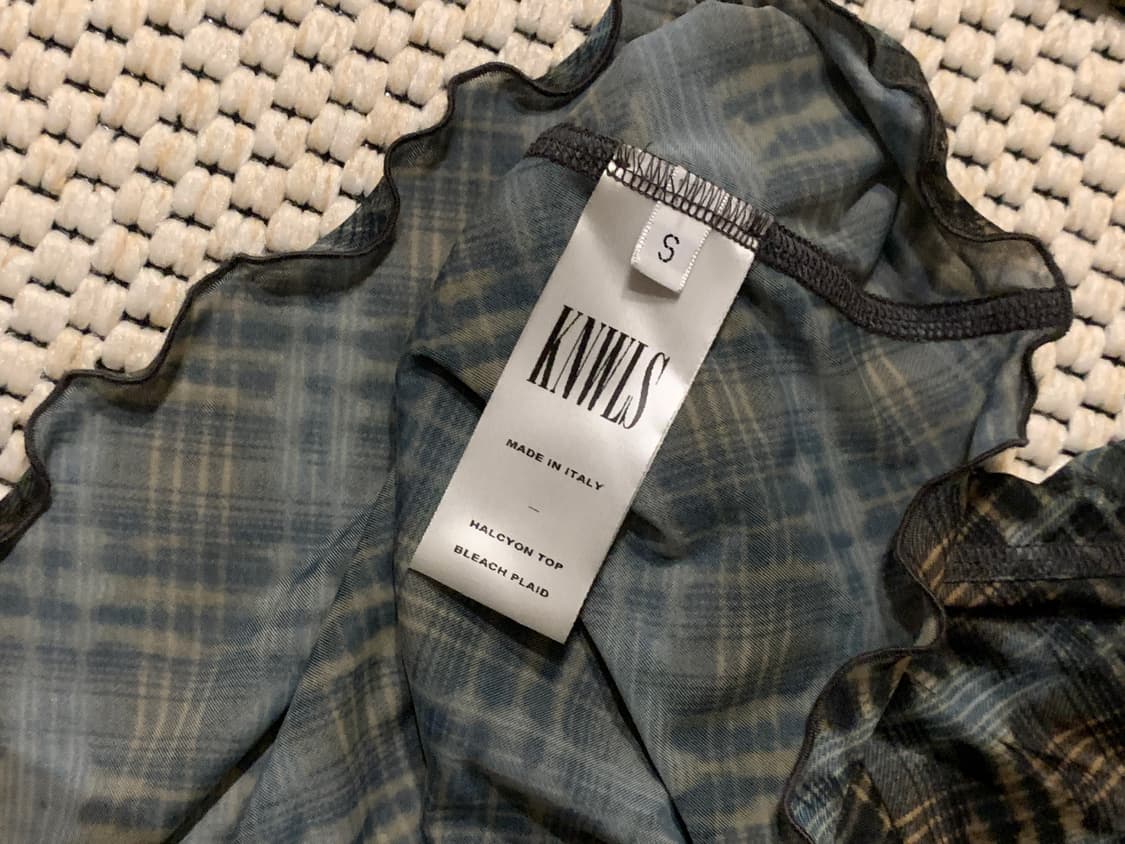 S
KNWLS
MADE IN ITALY
–
HALCYON TOP
BLEACH PLAID